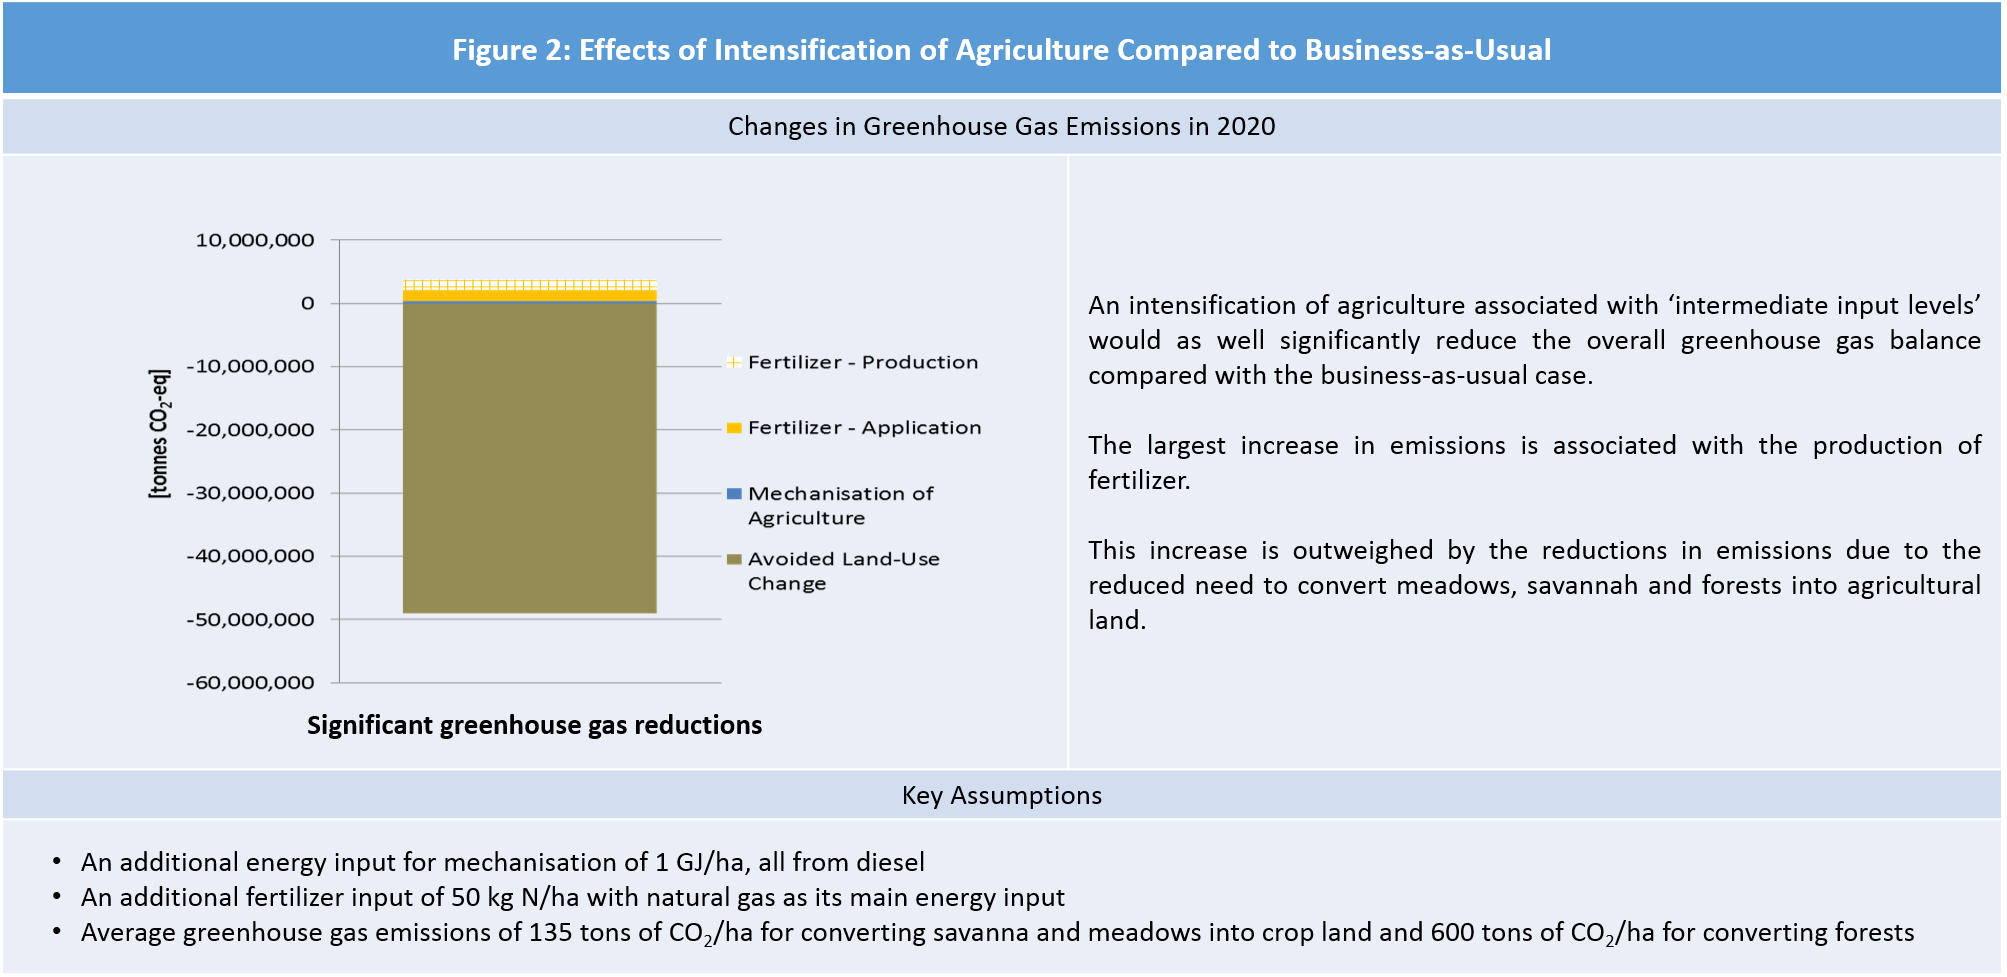 Figure 2: Effects of Intensification of Agriculture Compared to Business-as-Usual
Changes in Greenhouse Gas Emissions in 2020
[tonnes CO₂-eq]
10,000,000
0
-10,000,000
-20,000,000
-30,000,000
-40,000,000
-50,000,000
-60,000,000
Fertilizer - Production
Fertilizer - Application
Mechanisation of
Agriculture
Avoided Land-Use
Change
Significant greenhouse gas reductions
An intensification of agriculture associated with ‘intermediate input levels’
would as well significantly reduce the overall greenhouse gas balance
compared with the business-as-usual case.
The largest increase in emissions is associated with the production of
fertilizer.
This increase is outweighed by the reductions in emissions due to the
reduced need to convert meadows, savannah and forests into agricultural
land.
Key Assumptions
• An additional energy input for mechanisation of 1 GJ/ha, all from diesel
• An additional fertilizer input of 50 kg N/ha with natural gas as its main energy input
• Average greenhouse gas emissions of 135 tons of CO₂/ha for converting savanna and meadows into crop land and 600 tons of CO₂/ha for converting forests